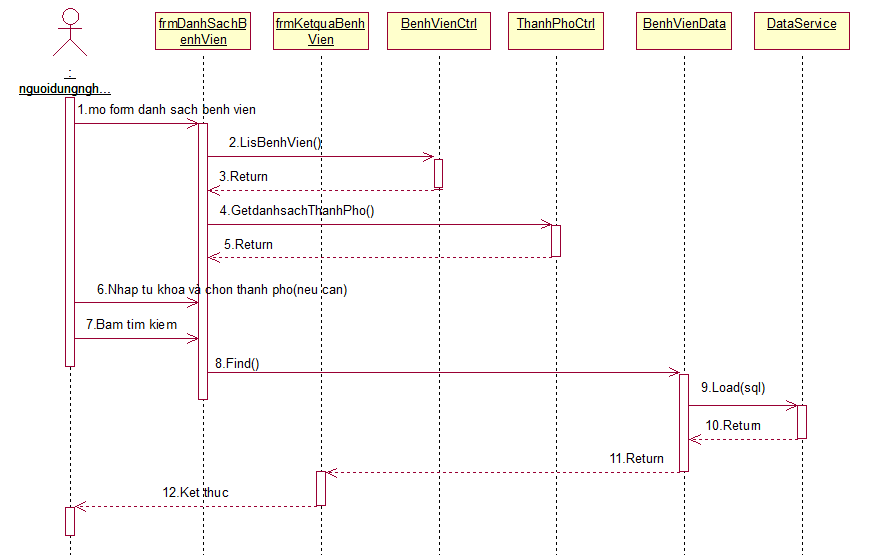 frmDanhSachB
enhVien
frmKetquaBenh
Vien
BenhVienCtrl
ThanhPhoCtrl
BenhVienData
DataService
:
nguoidungngh...
1.mo form danh sach benh vien
2.LisBenhVien()
3.Return
4.GetdanhsachThanhPho()
5.Return
6.Nhap tu khoa và chon thanh pho(neu can)
7.Bam tim kiem
8.Find()
9.Load(sql)
10.Return
11.Return
12.Ket thuc